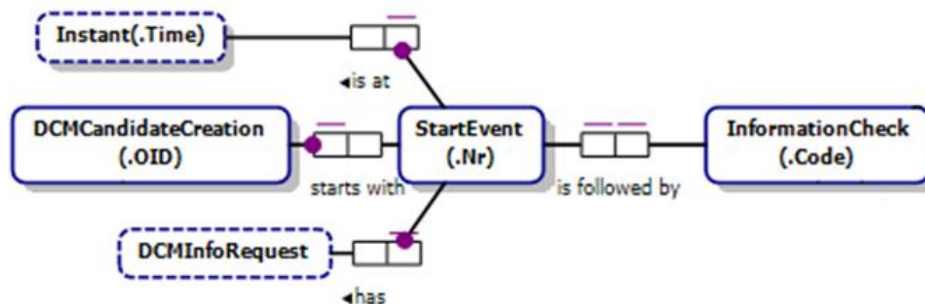 Instant(.Time)
◄is at
DCMCandidateCreation
(.OID)
StartEvent
(.Nr)
InformationCheck
(.Code)
starts with
is followed by
DCMInfoRequest
◄has